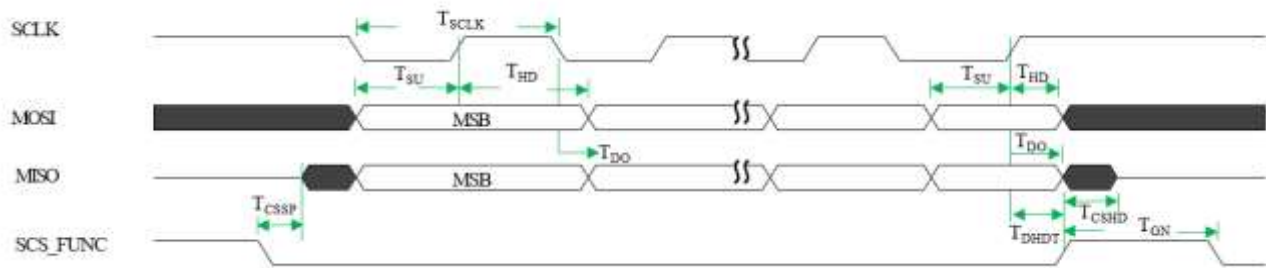 SCLK
T_SCLK
T_SU
T_HD
T_SU
T_HD
MOSI
MSB
T_DO
T_DO
MISO
MSB
T_CSSP
T_CSHD
T_DHDT
T_ON
SCS_FUNC